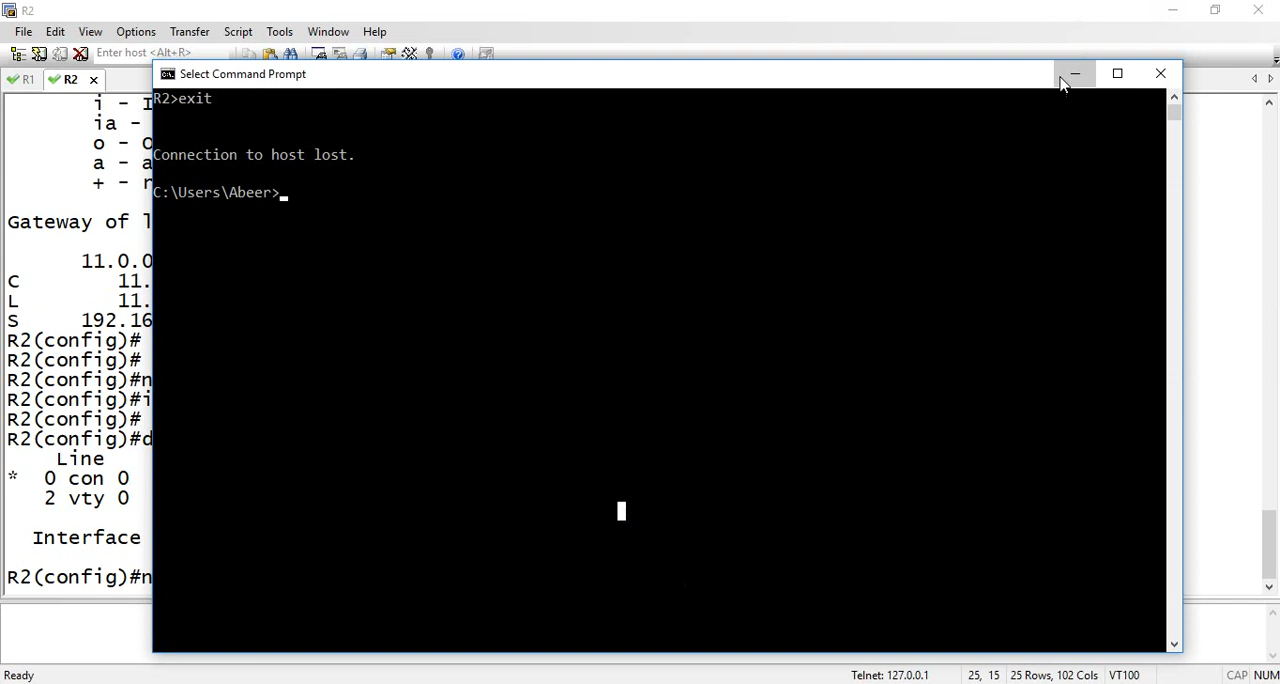 R2
File Edit View Options Transfer Script Tools Window Help
Enter host <Alt+R>
R1 R2
Select Command Prompt
R2>exit
Connection to host lost.
C:\Users\Abeer>
i - I
ia -
o - O
a - a
+ - r
Gateway of l
11.0.0
C 11.
L 11.
S 192.16
R2(config)#
R2(config)#
R2(config)#n
R2(config)#i
R2(config)#
R2(config)#d
Line
* 0 con 0
2 vty 0
Interface
R2(config)#n
Ready Telnet: 127.0.0.1 25, 15 25 Rows, 102 Cols VT100 CAP NUM